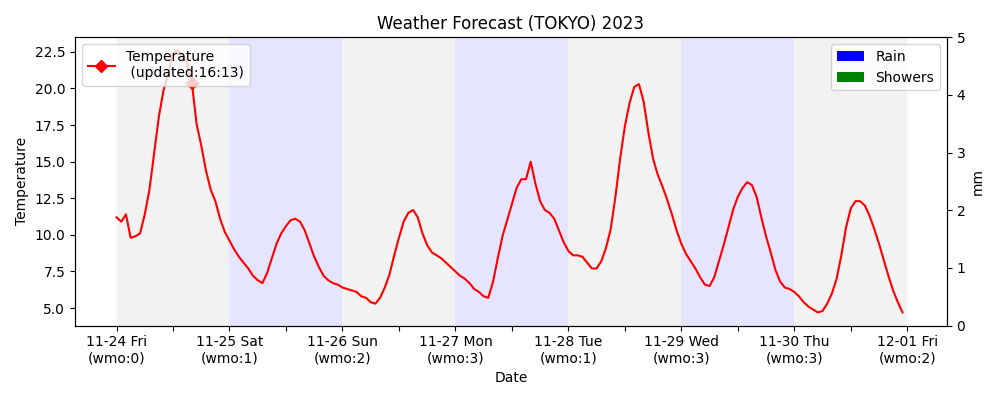 Weather Forecast (TOKYO) 2023
Temperature
(updated:16:13)
Rain
Showers
Temperature
22.5
20.0
17.5
15.0
12.5
10.0
7.5
5.0
5
4
3
2
1
0
mm
11-24 Fri
(wmo:0)
11-25 Sat
(wmo:1)
11-26 Sun
(wmo:2)
11-27 Mon
(wmo:3)
11-28 Tue
(wmo:1)
11-29 Wed
(wmo:3)
11-30 Thu
(wmo:3)
12-01 Fri
(wmo:2)
Date